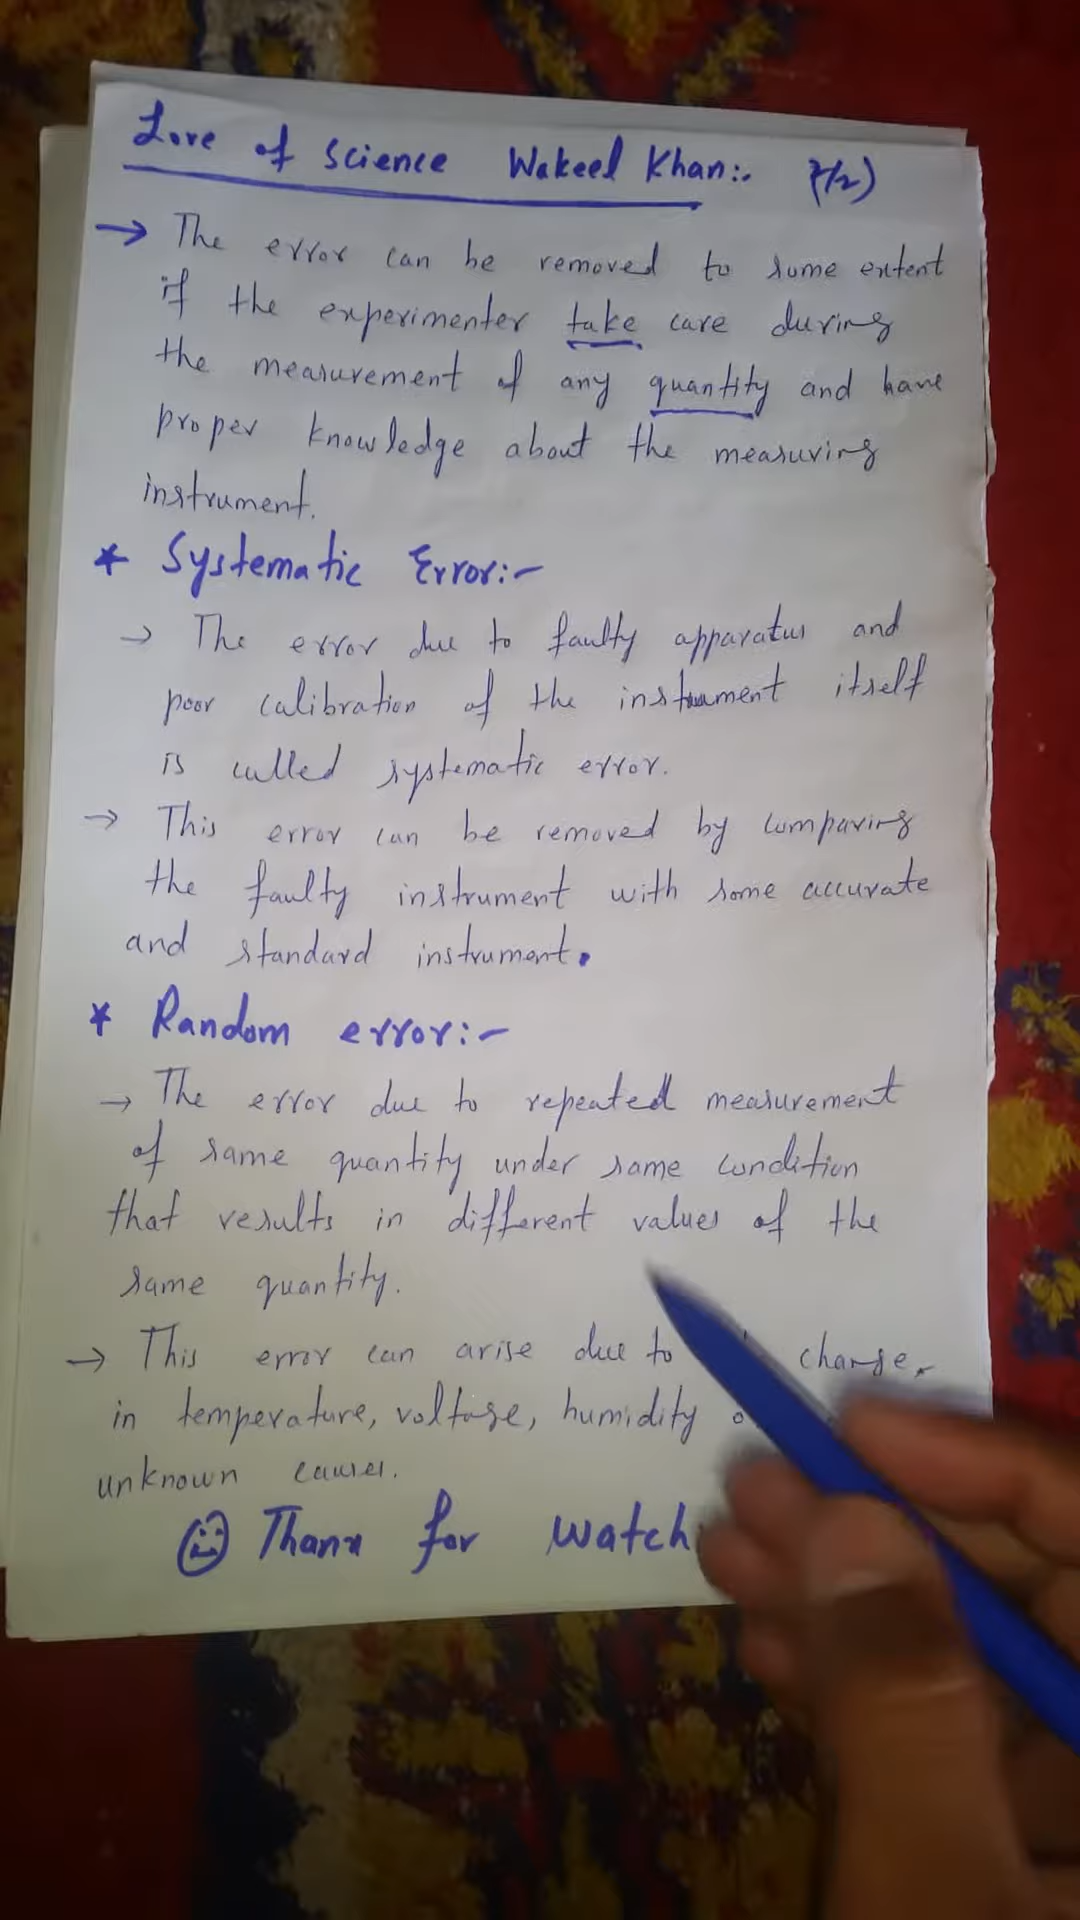 Love of Science Wakeel Khan:. P/2)
→ The error can be removed to some extent
if the experimenter take care during
the measurement of any quantity and have
proper knowledge about the measuring
instrument.
* Systematic Error:-
→ The error due to faulty apparatus and
poor calibration of the instrument itself
is called systematic error.
→ This error can be removed by comparing
the faulty instrument with some accurate
and standard instrument.
* Random error:-
→ The error due to repeated measurement
of same quantity under same condition
that results in different values of the
same quantity.
→ This error can arise due to change
in temperature, voltage, humidity
unknown causes.
Thanx for Watch